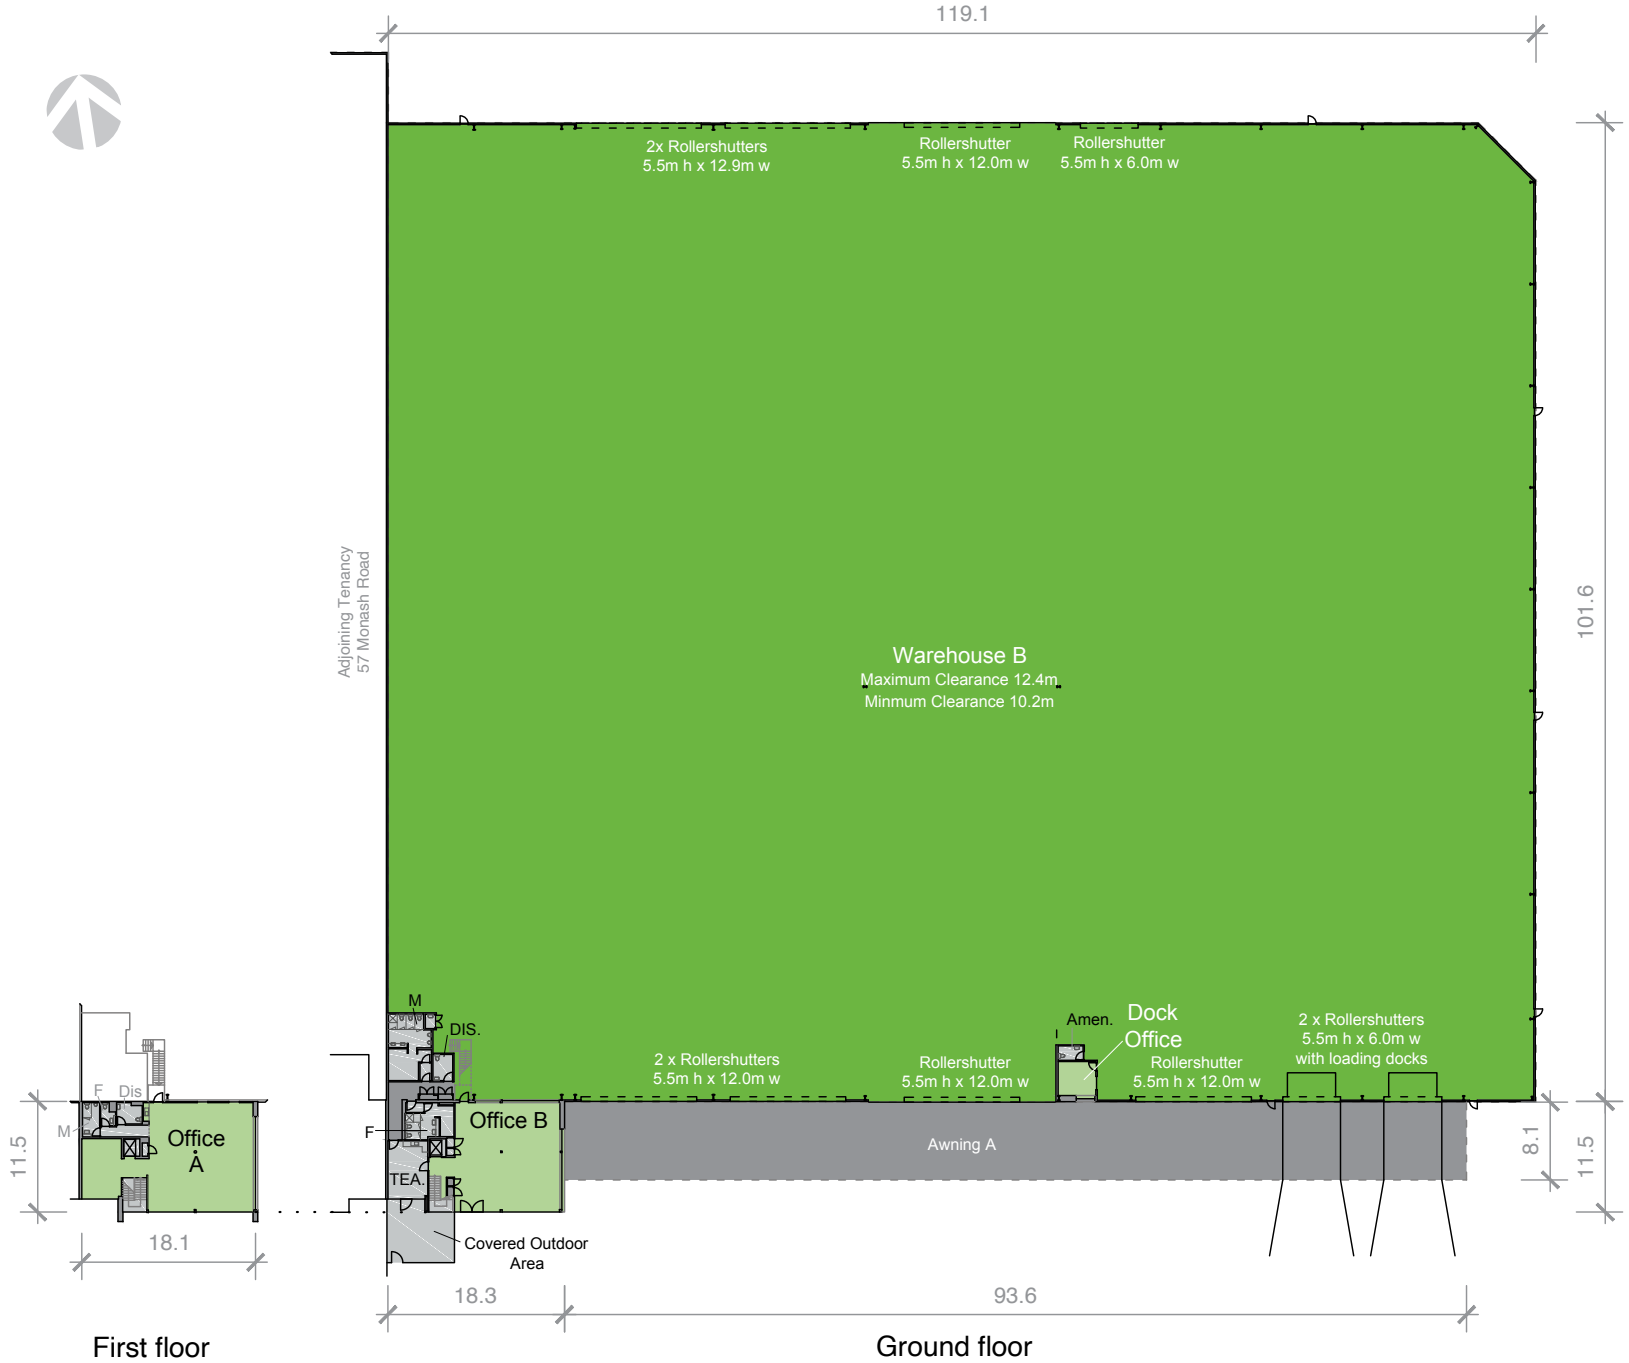 119.1
2x Rollershutters
5.5m h x 12.9m w
Rollershutter
5.5m h x 12.0m w
Rollershutter
5.5m h x 6.0m w
Adjoining Tenancy
57 Monash Road
101.6
Warehouse B
Maximum Clearance 12.4m
Minmum Clearance 10.2m
M
DIS.
2 x Rollershutters
5.5m h x 12.0m w
Rollershutter
5.5m h x 12.0m w
Amen.
Dock
Office
Rollershutter
5.5m h x 12.0m w
2 x Rollershutters
5.5m h x 6.0m w
with loading docks
F
Dis
M
Office
A
11.5
18.1
F
Office B
TEA.
Awning A
8.1
11.5
Covered Outdoor
Area
18.3
93.6
First floor
Ground floor